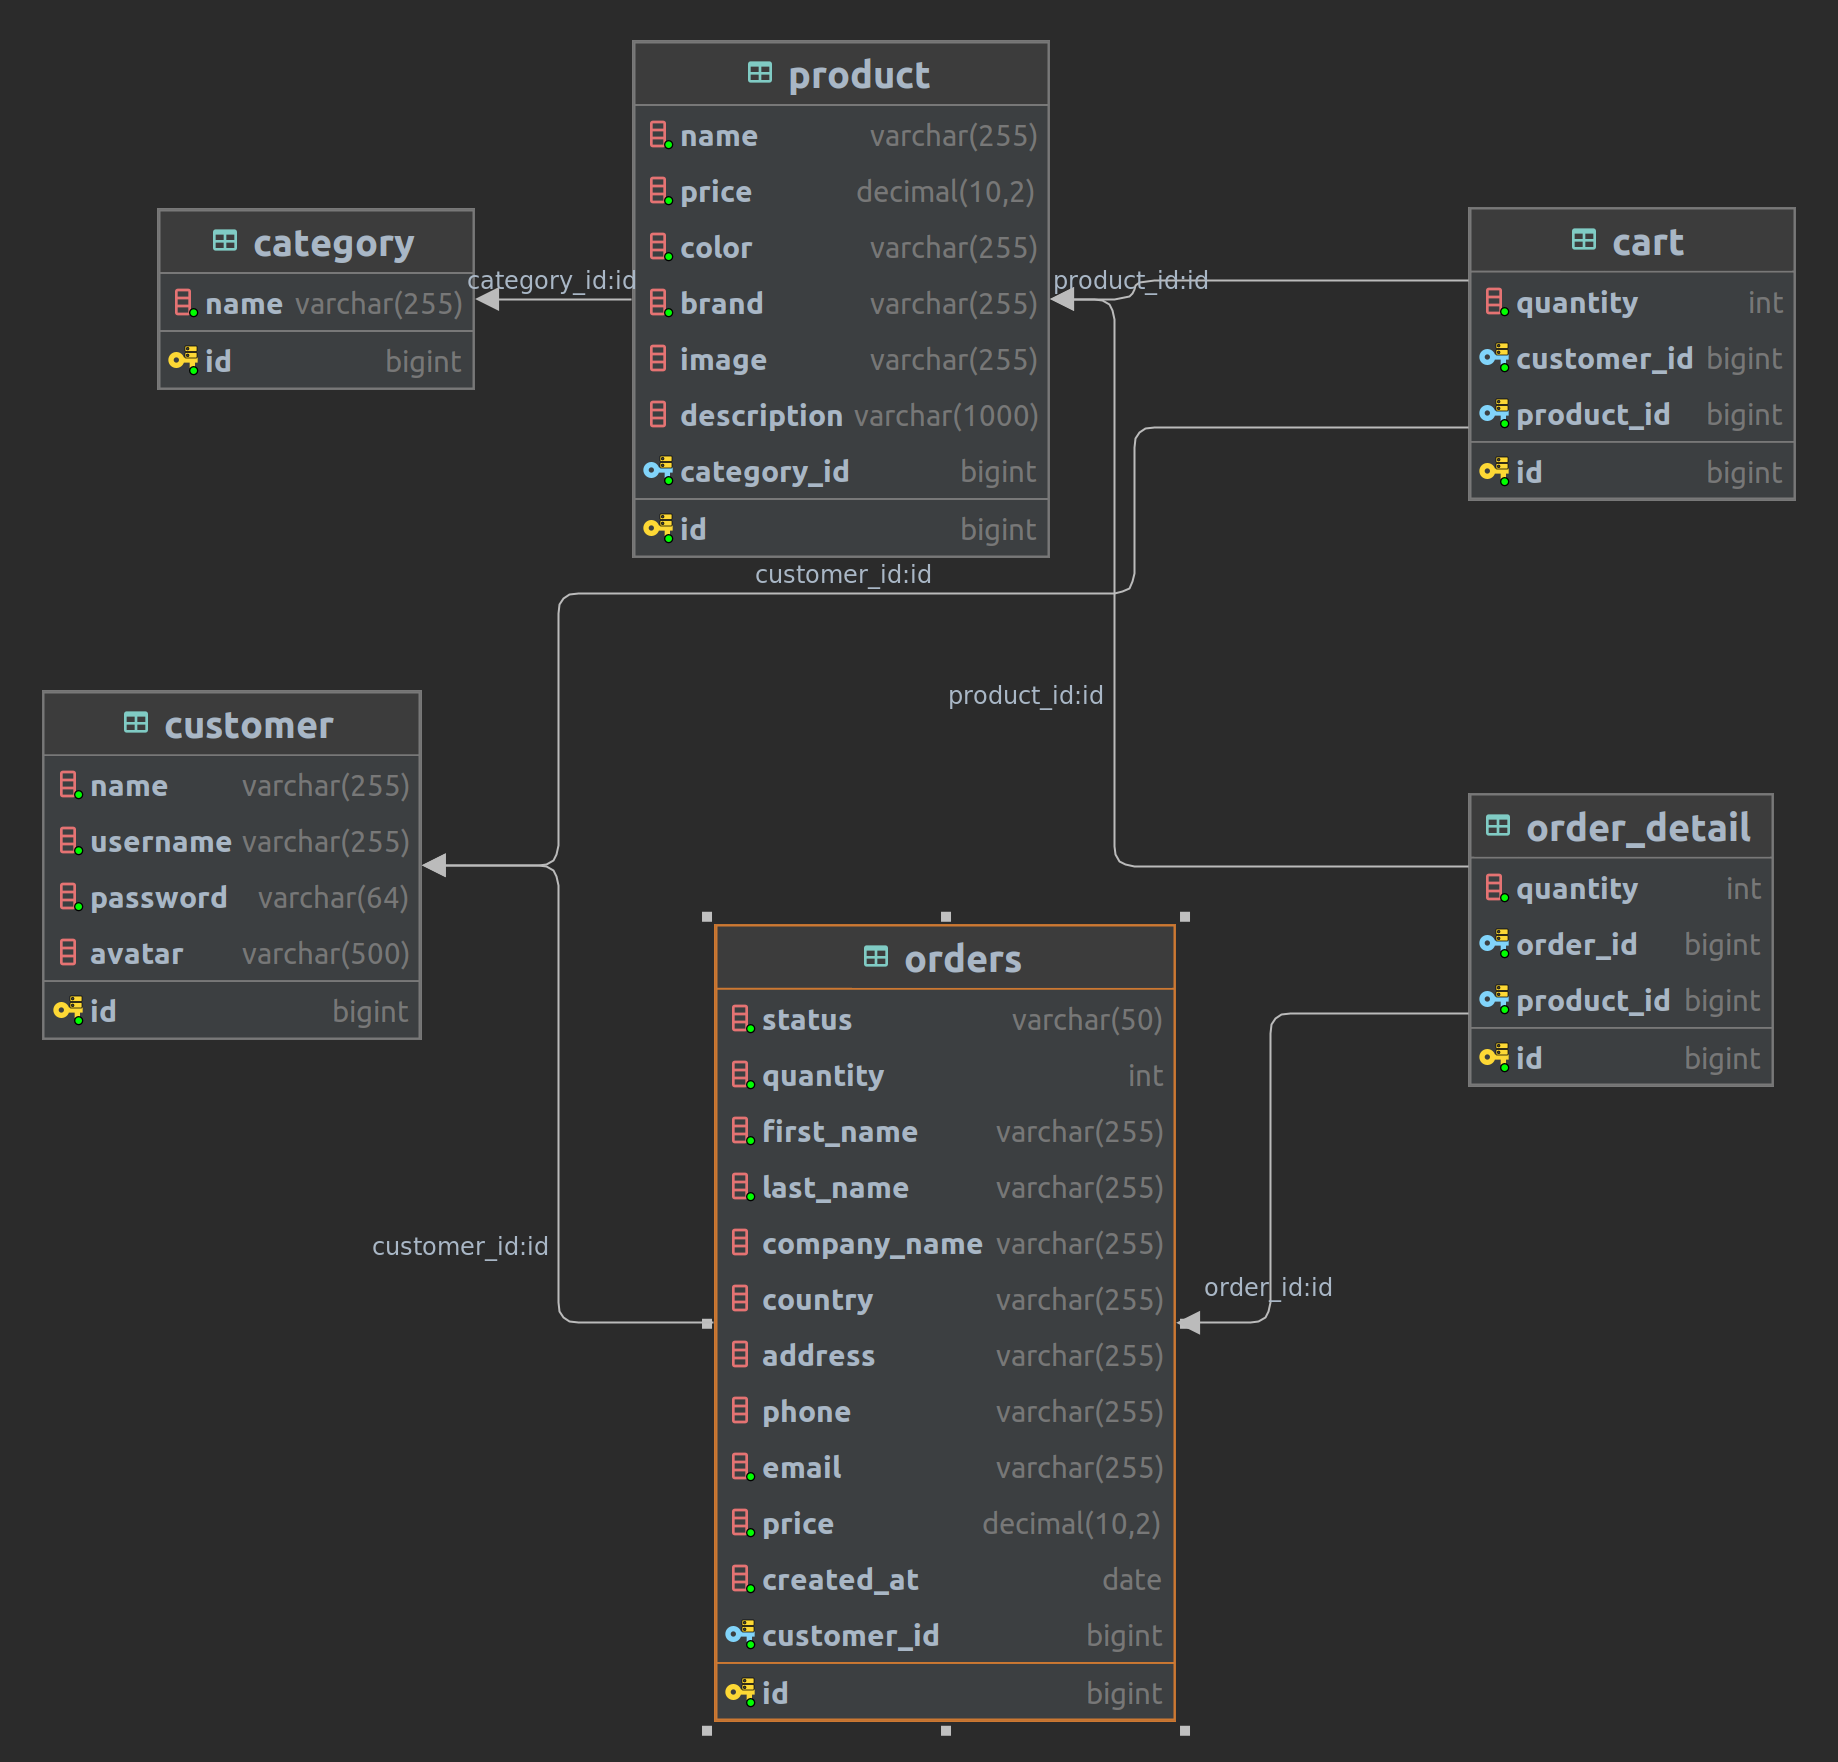 product
name varchar(255)
price decimal(10,2)
color varchar(255)
brand varchar(255)
image varchar(255)
description varchar(1000)
category_id bigint
id bigint
category
name varchar(255)
id bigint
category_id:id
product_id:id
cart
quantity int
customer_id bigint
product_id bigint
id bigint
customer_id:id
product_id:id
customer
name varchar(255)
username varchar(255)
password varchar(64)
avatar varchar(500)
id bigint
order_detail
quantity int
order_id bigint
product_id bigint
id bigint
customer_id:id
order_id:id
orders
status varchar(50)
quantity int
first_name varchar(255)
last_name varchar(255)
company_name varchar(255)
country varchar(255)
address varchar(255)
phone varchar(255)
email varchar(255)
price decimal(10,2)
created_at date
customer_id bigint
id bigint